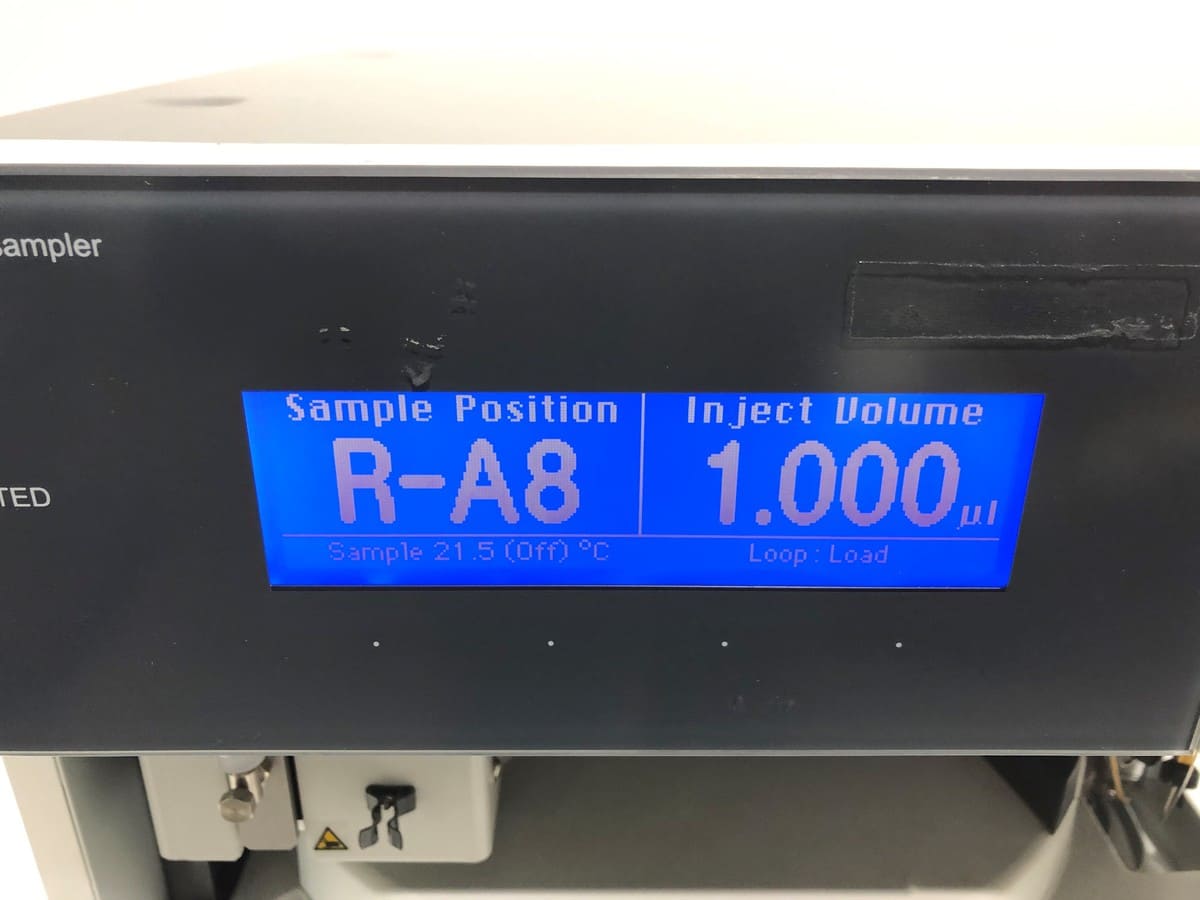 sampler
TED
Sample Position
Inject Volume
R-A8
1.000 µl
Sample 21.5 (Off) °C
Loop : Load